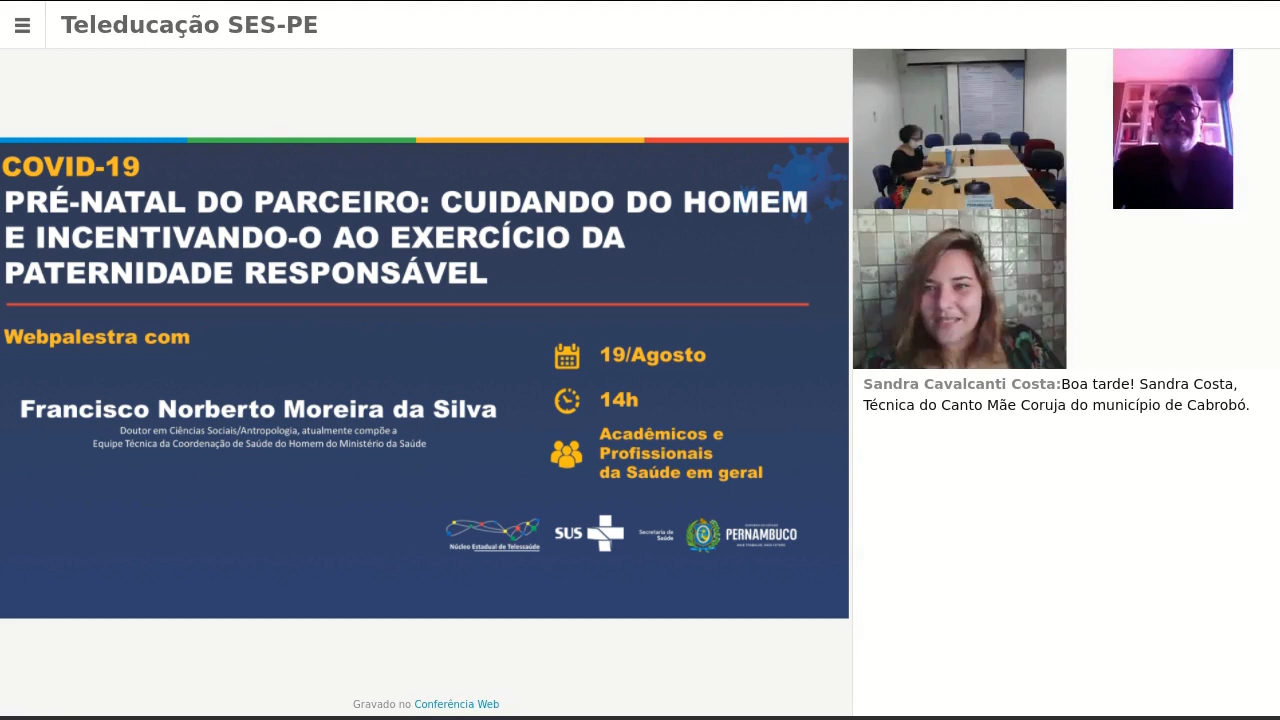 Teleducação SES-PE
COVID-19
PRÉ-NATAL DO PARCEIRO: CUIDANDO DO HOMEM
E INCENTIVANDO-O AO EXERCÍCIO DA
PATERNIDADE RESPONSÁVEL
Webpalestra com
Francisco Norberto Moreira da Silva
Doutor em Ciências Sociais/Antropologia, atualmente compõe a
Equipe Técnica da Coordenação de Saúde do Homem do Ministério da Saúde
19/Agosto
14h
Acadêmicos e
Profissionais
da Saúde em geral
Núcleo Estadual de Telessaúde
SUS
Secretaria de
Saúde
PERNAMBUCO
Sandra Cavalcanti Costa:Boa tarde! Sandra Costa,
Técnica do Canto Mãe Coruja do município de Cabrobó.
Gravado no Conferência Web